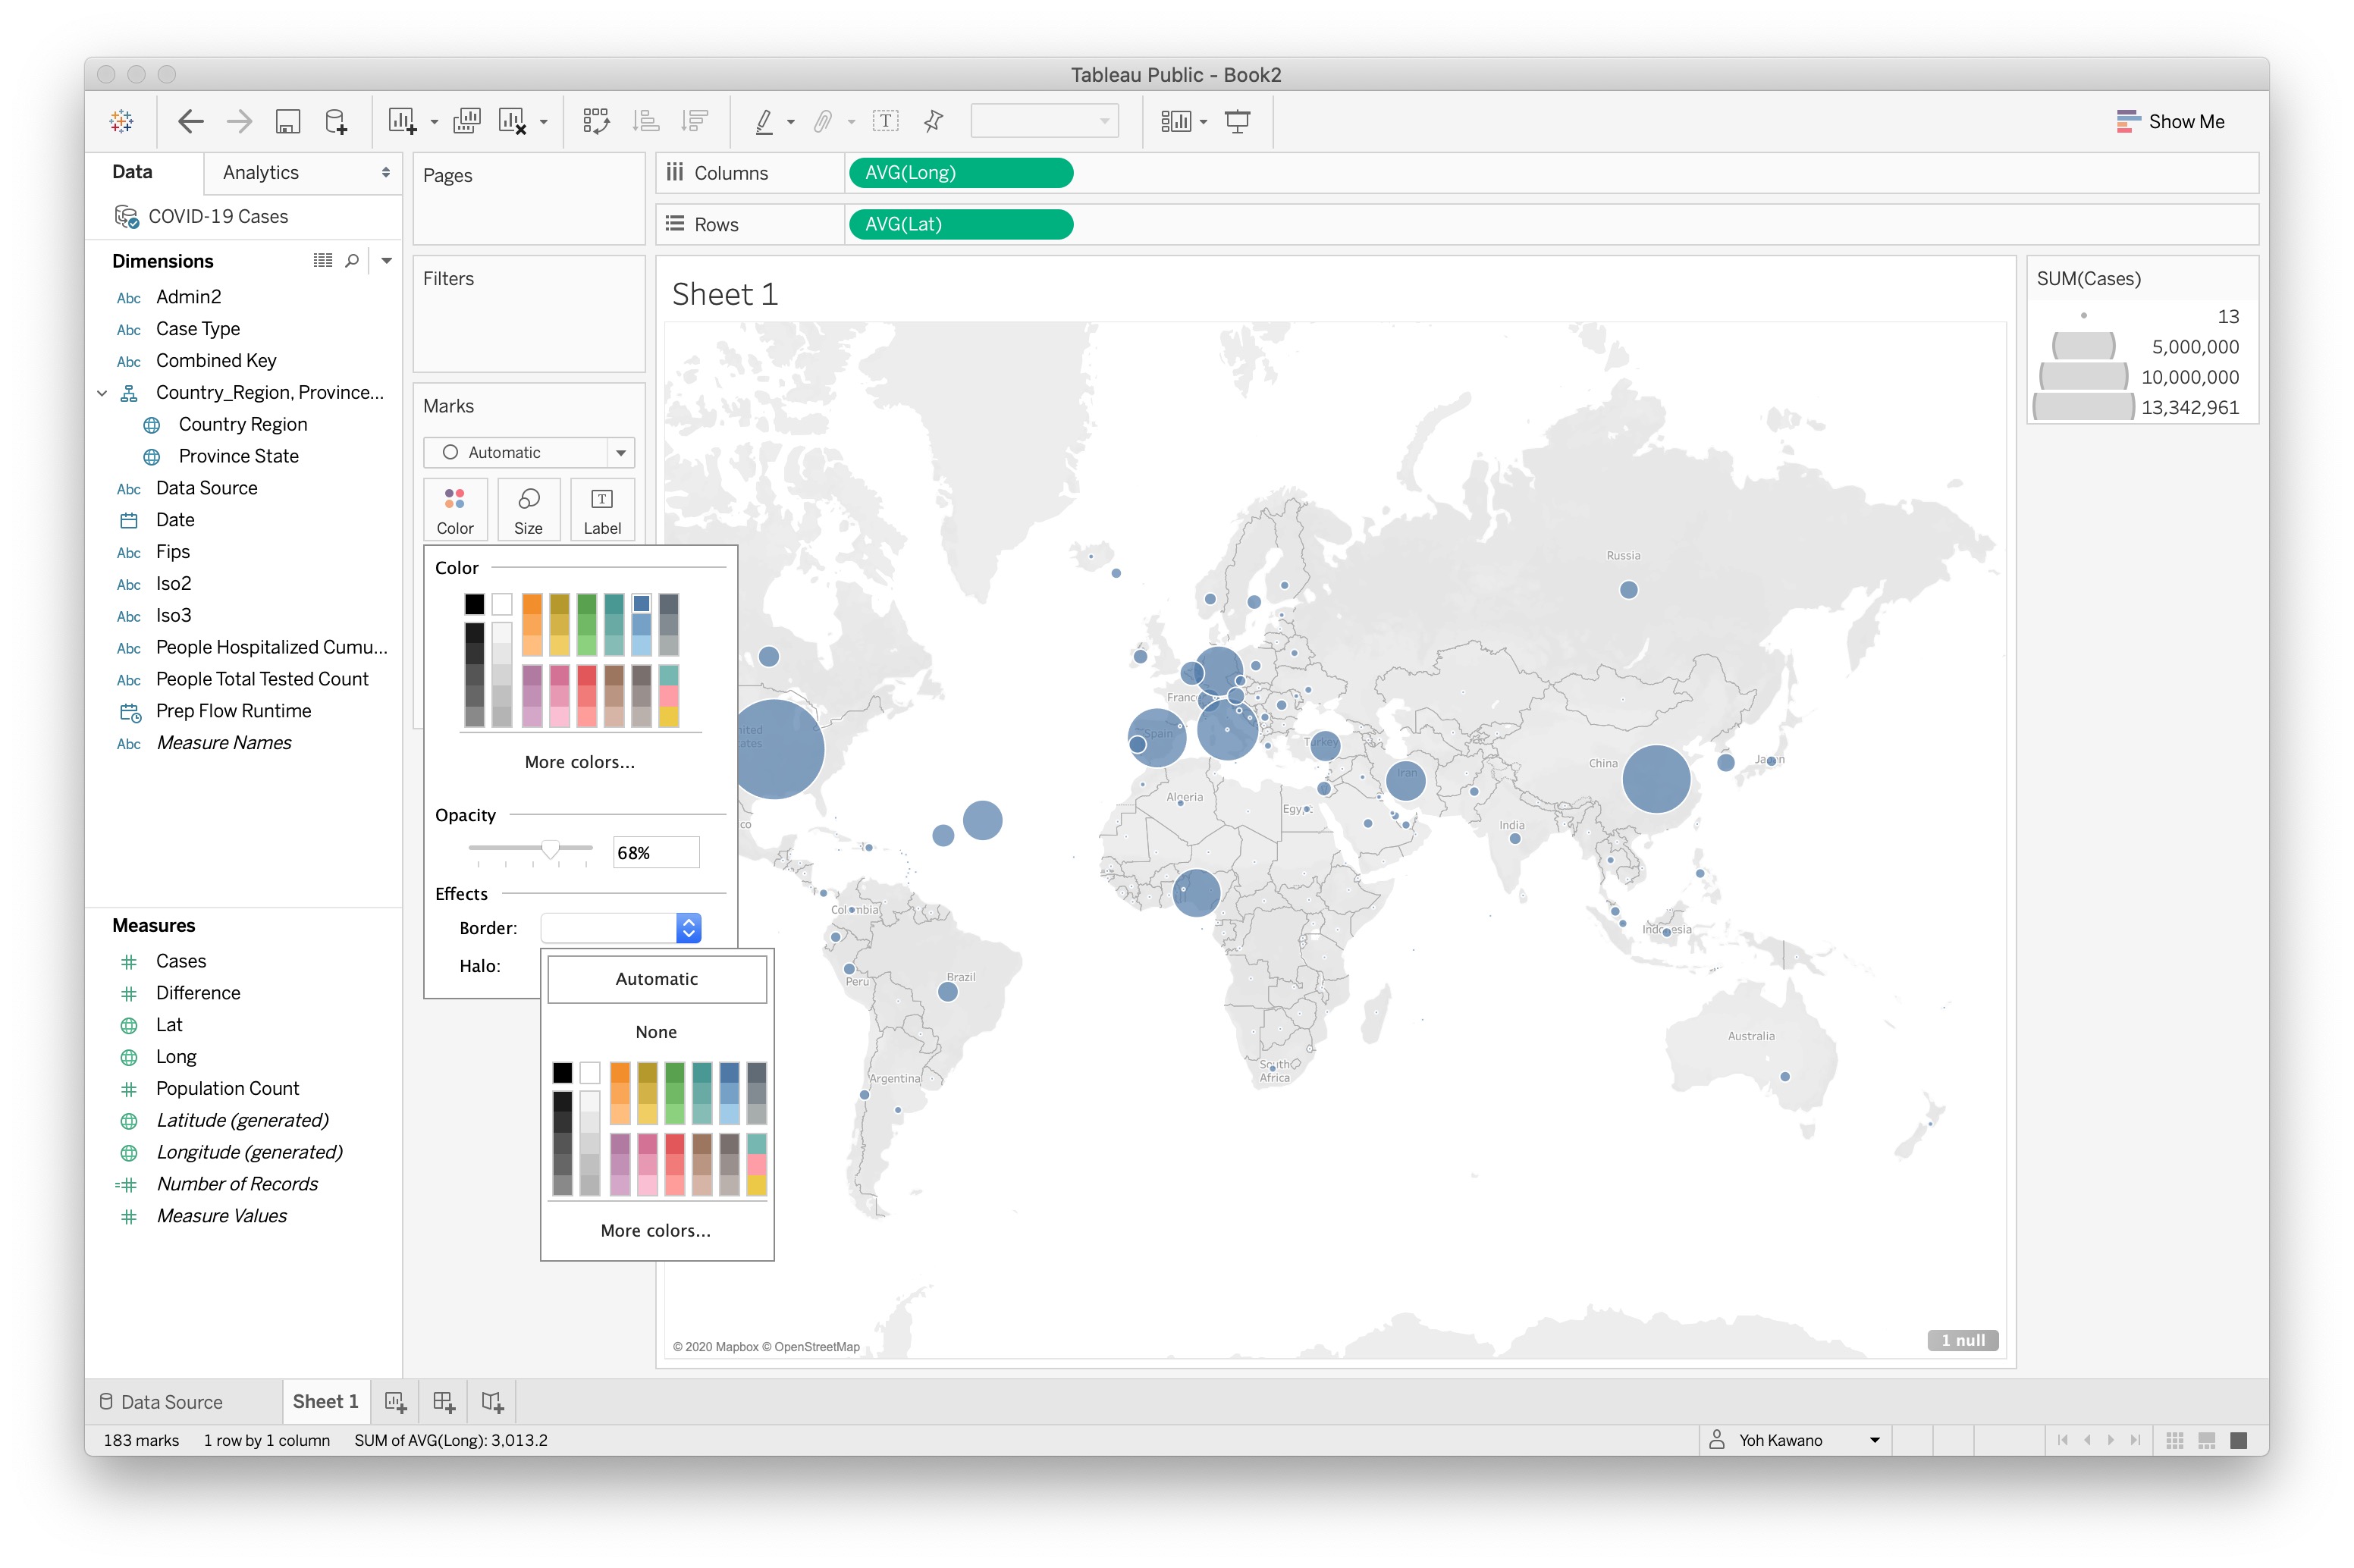 Tableau Public - Book2
Show Me
Data
Analytics
COVID-19 Cases
Dimensions
Abc Admin2
Abc Case Type
Abc Combined Key
Country_Region, Province...
Country Region
Province State
Abc Data Source
Date
Abc Fips
Abc Iso2
Abc Iso3
Abc People Hospitalized Cumu...
Abc People Total Tested Count
Prep Flow Runtime
Abc Measure Names
Measures
Cases
Difference
Lat
Long
Population Count
Latitude (generated)
Longitude (generated)
Number of Records
Measure Values
Pages
Filters
Marks
Automatic
Color
Size
T Label
Color
More colors...
Opacity
68%
Effects
Border:
Halo:
Automatic
None
More colors...
Columns
AVG(Long)
Rows
AVG(Lat)
Sheet 1
Russia
France
nited
ates
Spain
Turkey
Iran
China
Japan
co
Algeria
Egypt
India
Colombia
Indonesia
Peru
Brazil
Australia
South
Africa
Argentina
© 2020 Mapbox © OpenStreetMap
1 null
SUM(Cases)
13
5,000,000
10,000,000
13,342,961
Data Source
Sheet 1
183 marks
1 row by 1 column
SUM of AVG(Long): 3,013.2
Yoh Kawano